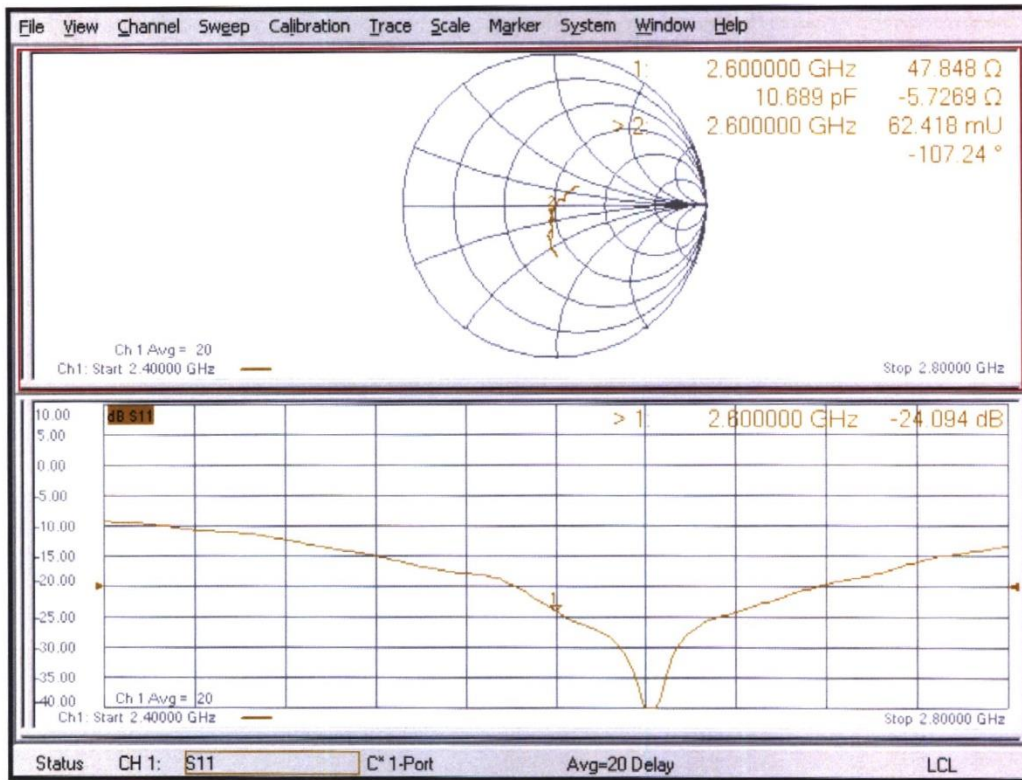 File View Channel Sweep Calibration Trace Scale Marker System Window Help
1: 2.600000 GHz 47.848 Ω
10.689 pF -5.7269 Ω
> 2: 2.600000 GHz 62.418 mU
-107.24 °
Ch 1 Avg = 20
Ch1: Start 2.40000 GHz Stop 2.80000 GHz
10.00 dB S11 > 1: 2.600000 GHz -24.094 dB
5.00
0.00
-5.00
-10.00
-15.00
-20.00
1
-25.00
-30.00
-35.00
-40.00 Ch 1 Avg = 20
Ch1: Start 2.40000 GHz Stop 2.80000 GHz
Status CH 1: S11 C* 1-Port Avg=20 Delay LCL